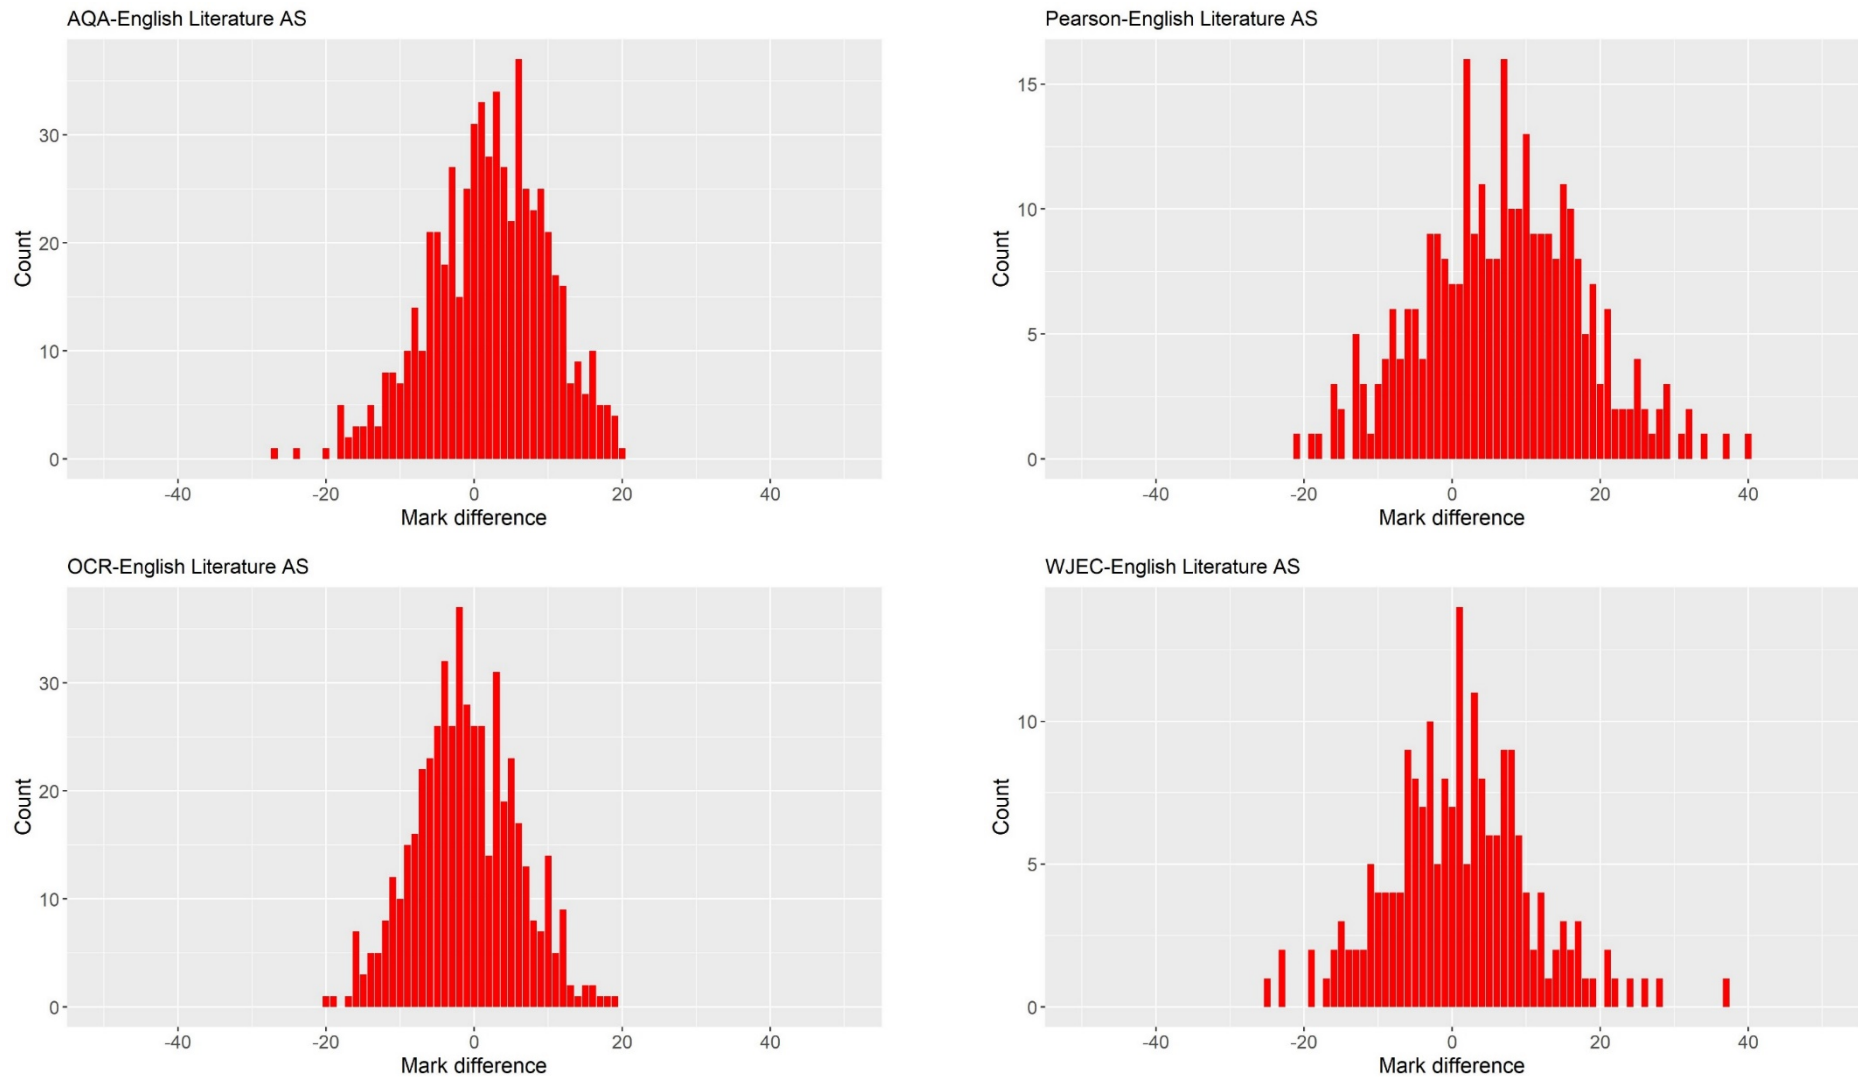 AQA-English Literature AS
Count
30
20
10
0
-40 -20 0 20 40
Mark difference
Pearson-English Literature AS
Count
15
10
5
0
-40 -20 0 20 40
Mark difference
OCR-English Literature AS
Count
30
20
10
0
-40 -20 0 20 40
Mark difference
WJEC-English Literature AS
Count
10
5
0
-40 -20 0 20 40
Mark difference